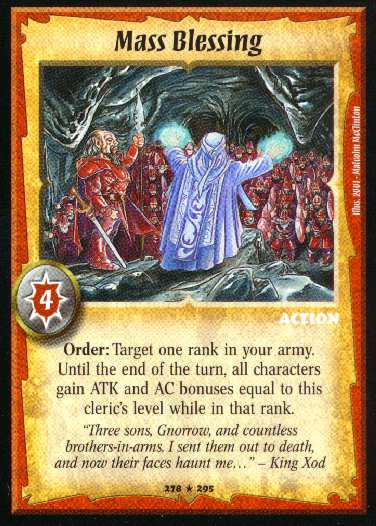 Mass Blessing
Illus. 2001 • Malcolm McClinton
4
ACTION
Order: Target one rank in your army.
Until the end of the turn, all characters
gain ATK and AC bonuses equal to this
cleric's level while in that rank.
"Three sons, Gnorrow, and countless
brothers-in-arms. I sent them out to death,
and now their faces haunt me…" – King Xod
278 ★ 295